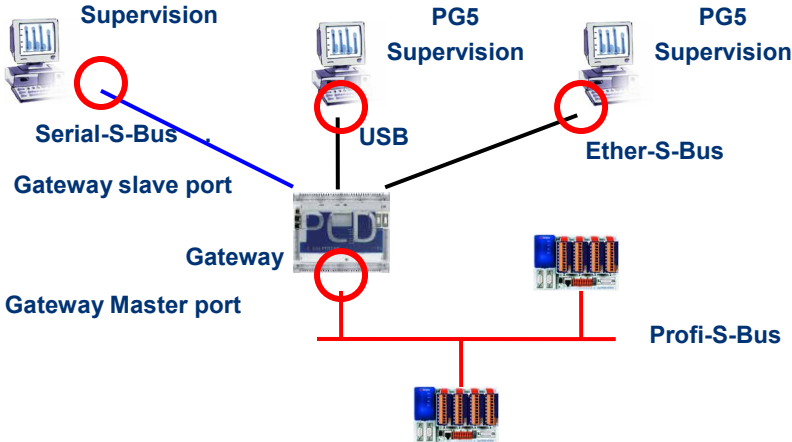 Supervision
PG5
Supervision
PG5
Supervision
Serial-S-Bus .
USB
Ether-S-Bus
Gateway slave port
PCD
Gateway
Gateway Master port
Profi-S-Bus